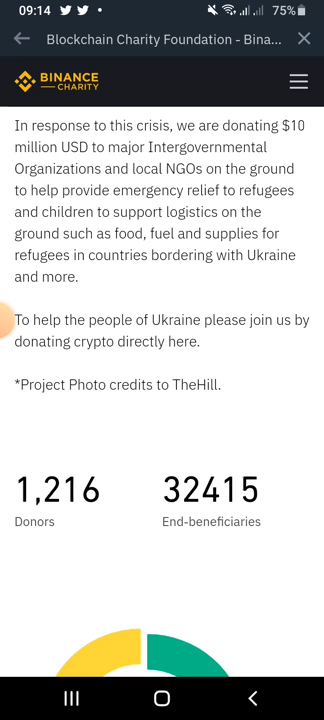 09:14
75%
Blockchain Charity Foundation - Bina...
BINANCE
CHARITY
In response to this crisis, we are donating $10
million USD to major Intergovernmental
Organizations and local NGOs on the ground
to help provide emergency relief to refugees
and children to support logistics on the
ground such as food, fuel and supplies for
refugees in countries bordering with Ukraine
and more.
To help the people of Ukraine please join us by
donating crypto directly here.
*Project Photo credits to TheHill.
1,216
Donors
32415
End-beneficiaries